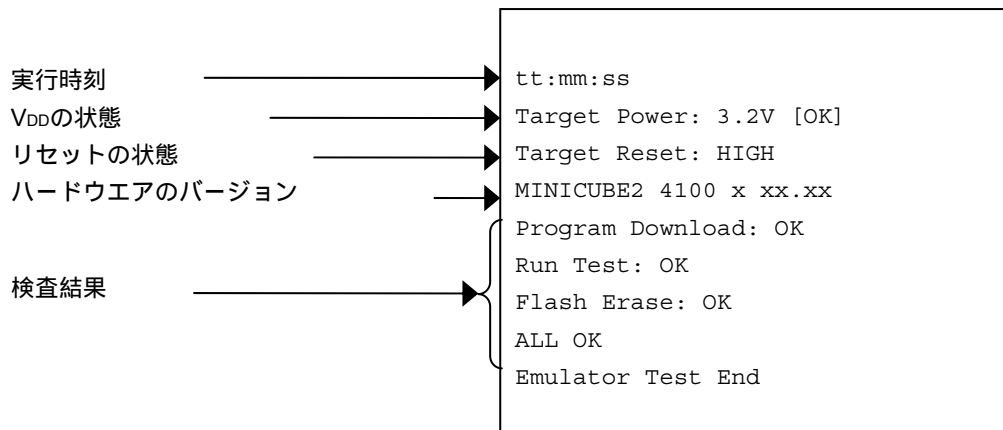 実行時刻
tt:mm:ss
VDDの状態
Target Power: 3.2V [OK]
リセットの状態
Target Reset: HIGH
ハードウエアのバージョン
MINICUBE2 4100 x xx.xx
検査結果
Program Download: OK
Run Test: OK
Flash Erase: OK
ALL OK
Emulator Test End